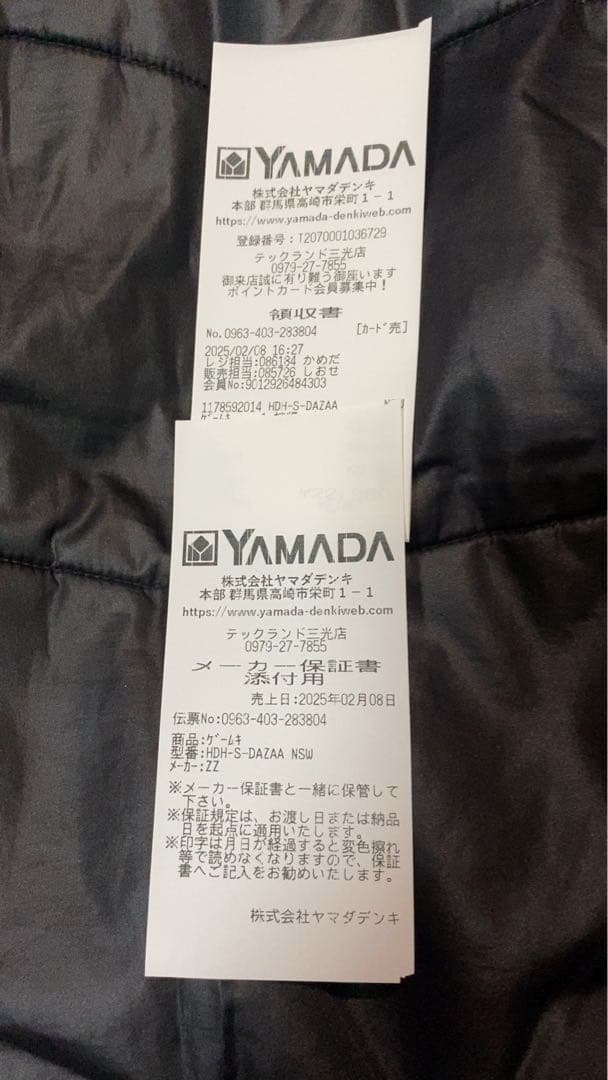 YAMADA
株式会社ヤマダデンキ
本部 群馬県高崎市栄町1-1
https://www.yamada-denkiweb.com
登録番号:T2070001036729
テックランド三光店
0979-27-7855
御来店誠に有り難う御座います
ポイントカード会員募集中!
領収書
No.0963-403-283804 [カード売]
2025/02/08 16:27
レジ担当:086184 かめだ
販売担当:085726 しおせ
会員No:9012926484303
1178592014 HDH-S-DAZAA NSW
YAMADA
株式会社ヤマダデンキ
本部 群馬県高崎市栄町1-1
https://www.yamada-denkiweb.com
テックランド三光店
0979-27-7855
メーカー保証書
添付用
売上日:2025年02月08日
伝票No:0963-403-283804
商品:ゲームキ
型番:HDH-S-DAZAA NSW
メーカー:ZZ
※メーカー保証書と一緒に保管して
下さい。
※保証規定は、お渡し日または納品
日を起点に適用いたします。
※印字は月日が経過すると変色擦れ
等で読めなくなりますので、保証
書へご記入をお勧めいたします。
株式会社ヤマダデンキ